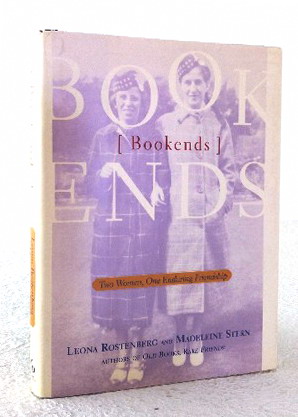 BOOK
[ Bookends ]
ENDS
Two Women, One Enduring Friendship
LEONA ROSTENBERG AND MADELEINE STERN
AUTHORS OF OLD BOOKS, RARE FRIENDS